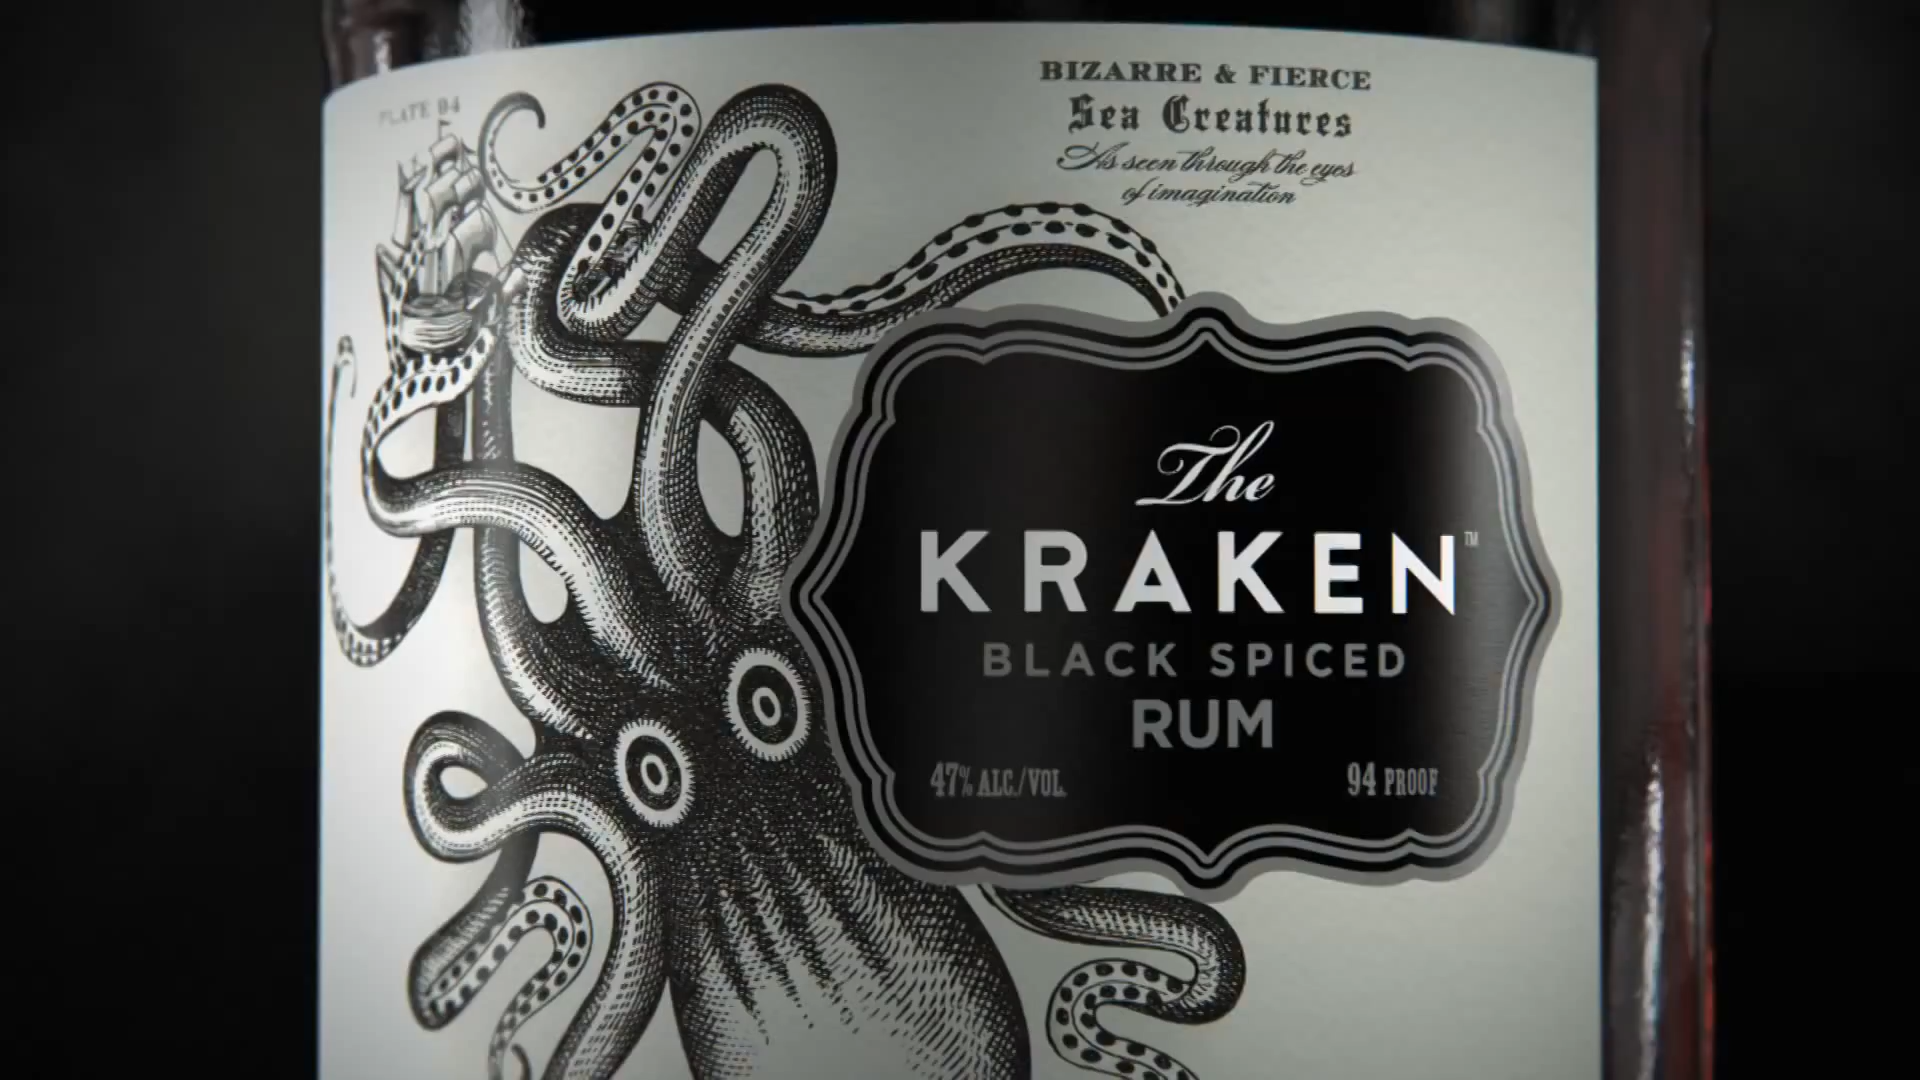 PLATE 94
BIZARRE & FIERCE
Sea Creatures
As seen through the eyes
of imagination
The
KRAKEN™
BLACK SPICED
RUM
47% ALC./VOL. 94 PROOF